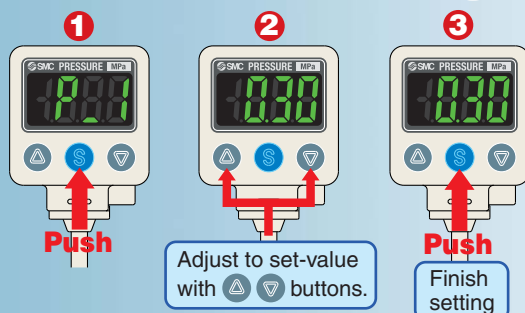 1
2
3
SMC PRESSURE MPa
P_1
S
Push
SMC PRESSURE MPa
0.30
S
Adjust to set-value
with buttons.
SMC PRESSURE MPa
0.30
S
Push
Finish
setting